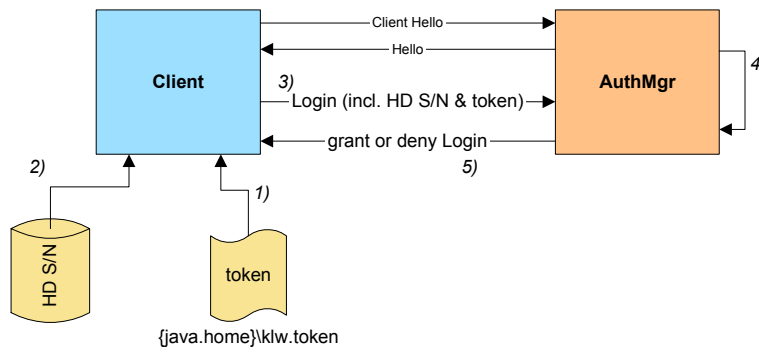 Client Hello
Hello
Client
AuthMgr
4)
3)
Login (incl. HD S/N & token)
grant or deny Login
5)
2)
1)
HD S/N
token
{java.home}\klw.token